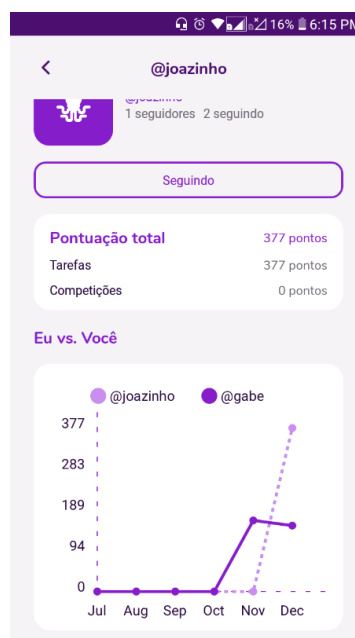 16% 6:15 PM
@joazinho
@joazinho
1 seguidores 2 seguindo
Seguindo
Pontuação total 377 pontos
Tarefas 377 pontos
Competições 0 pontos
Eu vs. Você
@joazinho @gabe
377
283
189
94
0
Jul Aug Sep Oct Nov Dec